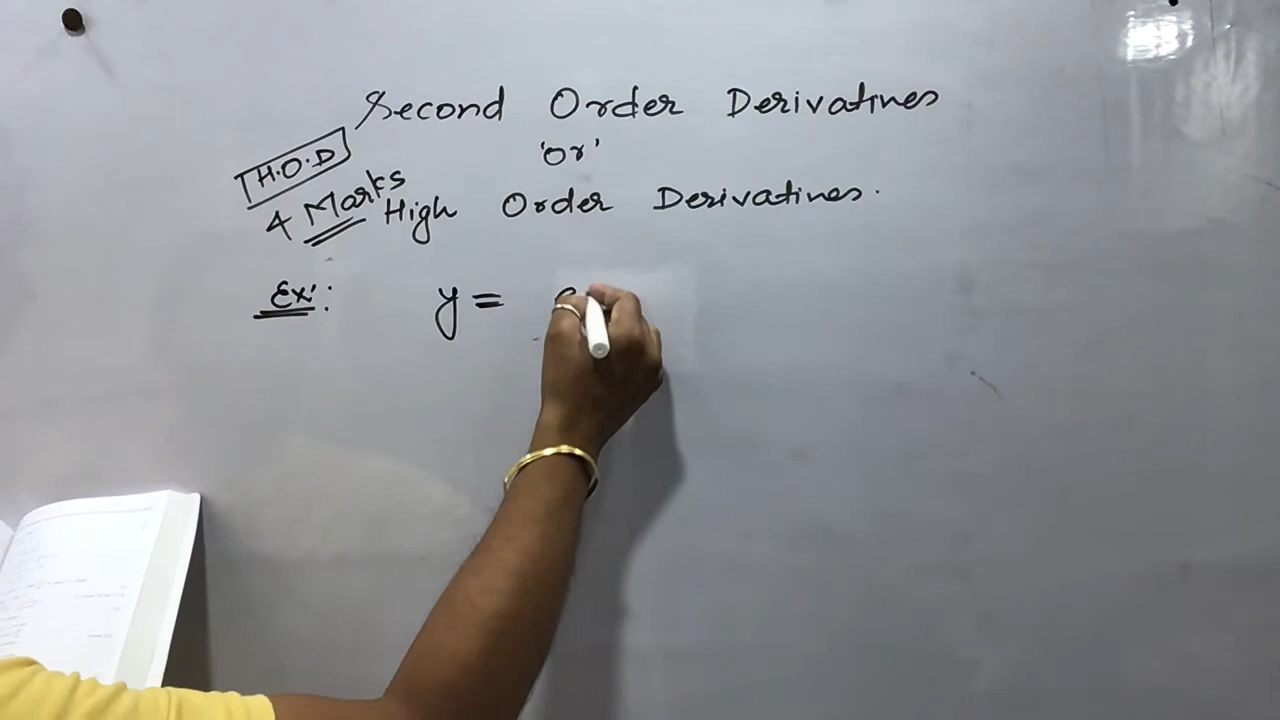 Second Order Derivatives
'or'
H.O.D
4 Marks
High Order Derivatives.
Ex':
y =